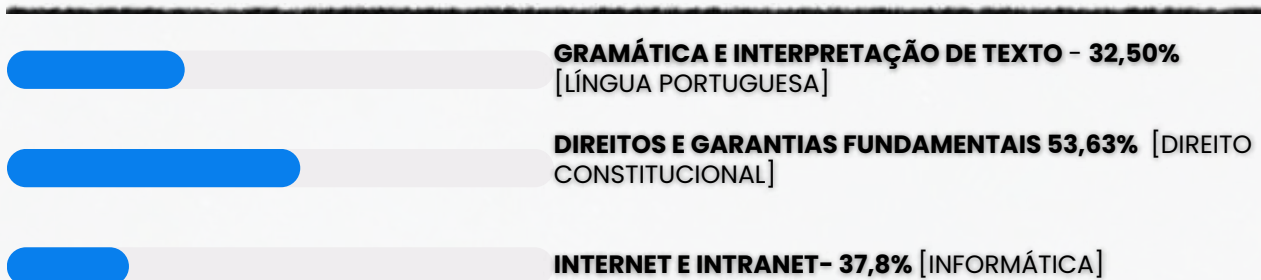 GRAMÁTICA E INTERPRETAÇÃO DE TEXTO - 32,50%
[LÍNGUA PORTUGUESA]
DIREITOS E GARANTIAS FUNDAMENTAIS 53,63% [DIREITO
CONSTITUCIONAL]
INTERNET E INTRANET- 37,8% [INFORMÁTICA]